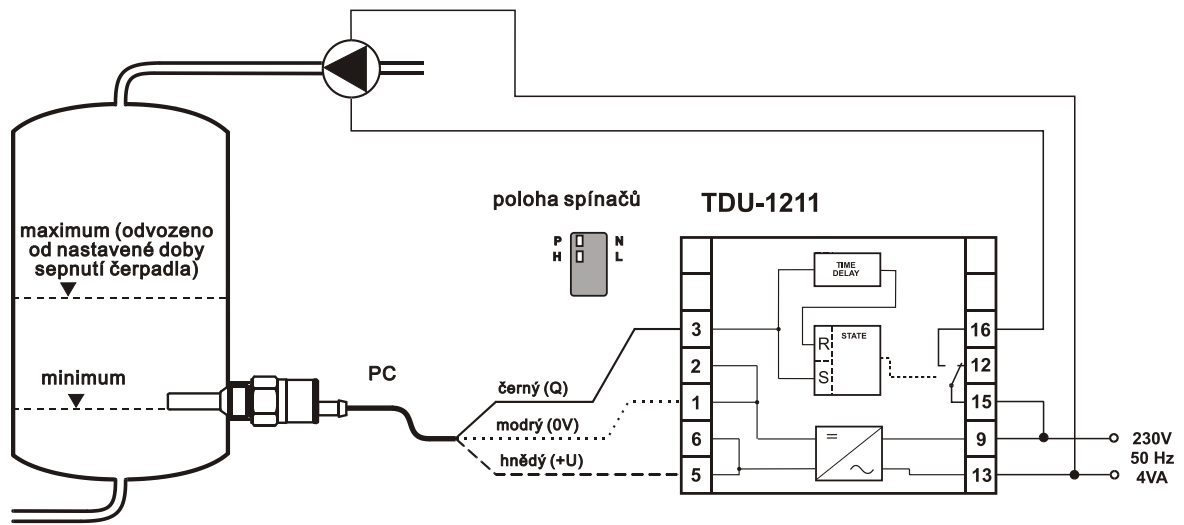 poloha spínačů
TDU-1211
P N
H L
maximum (odvozeno
od nastavené doby
sepnutí čerpadla)
minimum
PC
černý (Q)
modrý (0V)
hnědý (+U)
TIME
DELAY
STATE
R
S
3
2
1
6
5
16
12
15
9
13
230V
50 Hz
4VA